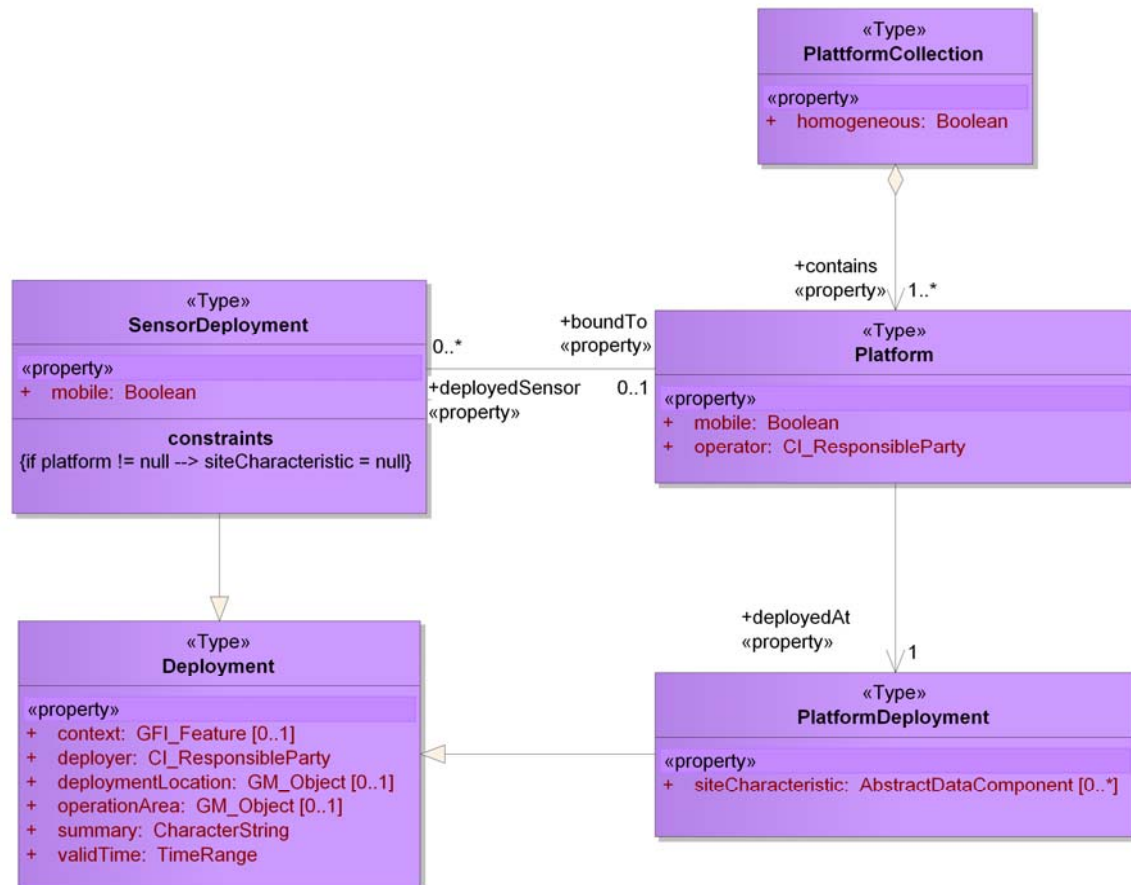 «Type»
PlattformCollection
«property»
+ homogeneous: Boolean
+contains
«property»
1..*
«Type»
SensorDeployment
«property»
+ mobile: Boolean
constraints
{if platform != null --> siteCharacteristic = null}
0..*
+deployedSensor
«property»
+boundTo
«property»
0..1
«Type»
Platform
«property»
+ mobile: Boolean
+ operator: CI_ResponsibleParty
+deployedAt
«property»
1
«Type»
Deployment
«property»
+ context: GFI_Feature [0..1]
+ deployer: CI_ResponsibleParty
+ deploymentLocation: GM_Object [0..1]
+ operationArea: GM_Object [0..1]
+ summary: CharacterString
+ validTime: TimeRange
«Type»
PlatformDeployment
«property»
+ siteCharacteristic: AbstractDataComponent [0..*]